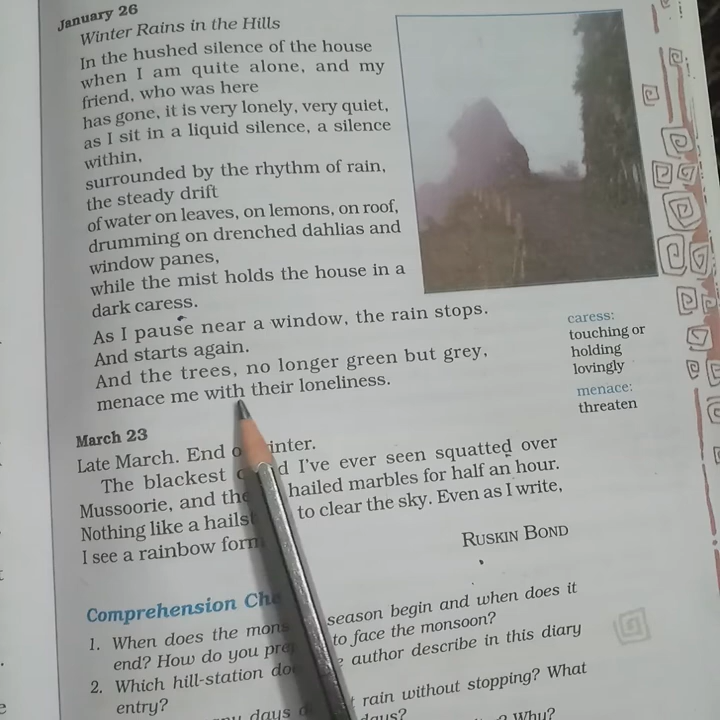 January 26
Winter Rains in the Hills
In the hushed silence of the house
when I am quite alone, and my
friend, who was here
has gone, it is very lonely, very quiet,
as I sit in a liquid silence, a silence
within,
surrounded by the rhythm of rain,
the steady drift
of water on leaves, on lemons, on roof,
drumming on drenched dahlias and
window panes,
while the mist holds the house in a
dark caress.
As I pause near a window, the rain stops.
And starts again.
And the trees, no longer green but grey,
menace me with their loneliness.
caress:
touching or
holding
lovingly
menace:
threaten
March 23
Late March. End
The blackest I've ever seen squatted over
Mussoorie, and hailed marbles for half an hour.
Nothing like a to clear the sky. Even as I write,
I see a rainbow
RUSKIN BOND
Comprehension
1. When does the season begin and when does it
end? How do you to face the monsoon?
2. Which hill-station author describe in this diary
entry?
days rain without stopping? What
Why?